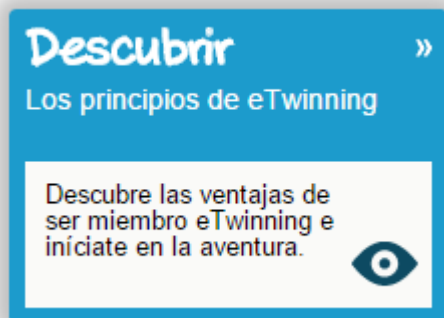 Descubrir »
Los principios de eTwinning
Descubre las ventajas de
ser miembro eTwinning e
iníciate en la aventura.